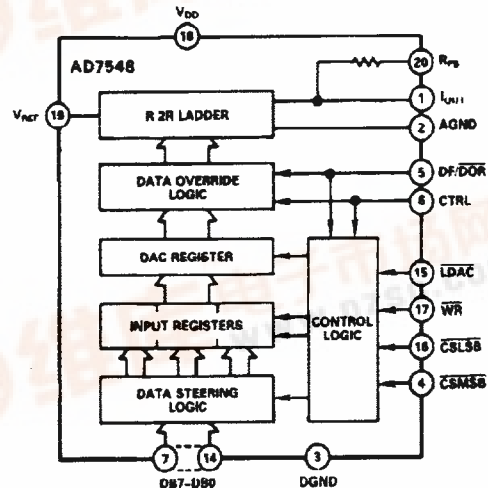 VDD
18
AD7548
20 RFB
VREF 19
R 2R LADDER
1 IOUT
2 AGND
DATA OVERRIDE
LOGIC
5 DF/DOR
6 CTRL
DAC REGISTER
15 LDAC
INPUT REGISTERS
CONTROL
LOGIC
17 WR
16 CSLSB
DATA STEERING
LOGIC
4 CSMSB
7 14 3
DB7-DB0 DGND